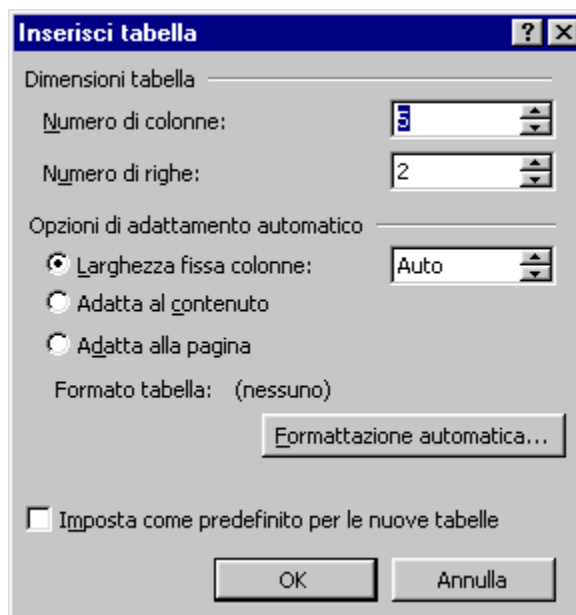 Inserisci tabella
Dimensioni tabella
Numero di colonne: 5
Numero di righe: 2
Opzioni di adattamento automatico
Larghezza fissa colonne: Auto
Adatta al contenuto
Adatta alla pagina
Formato tabella: (nessuno)
Formattazione automatica...
Imposta come predefinito per le nuove tabelle
OK Annulla